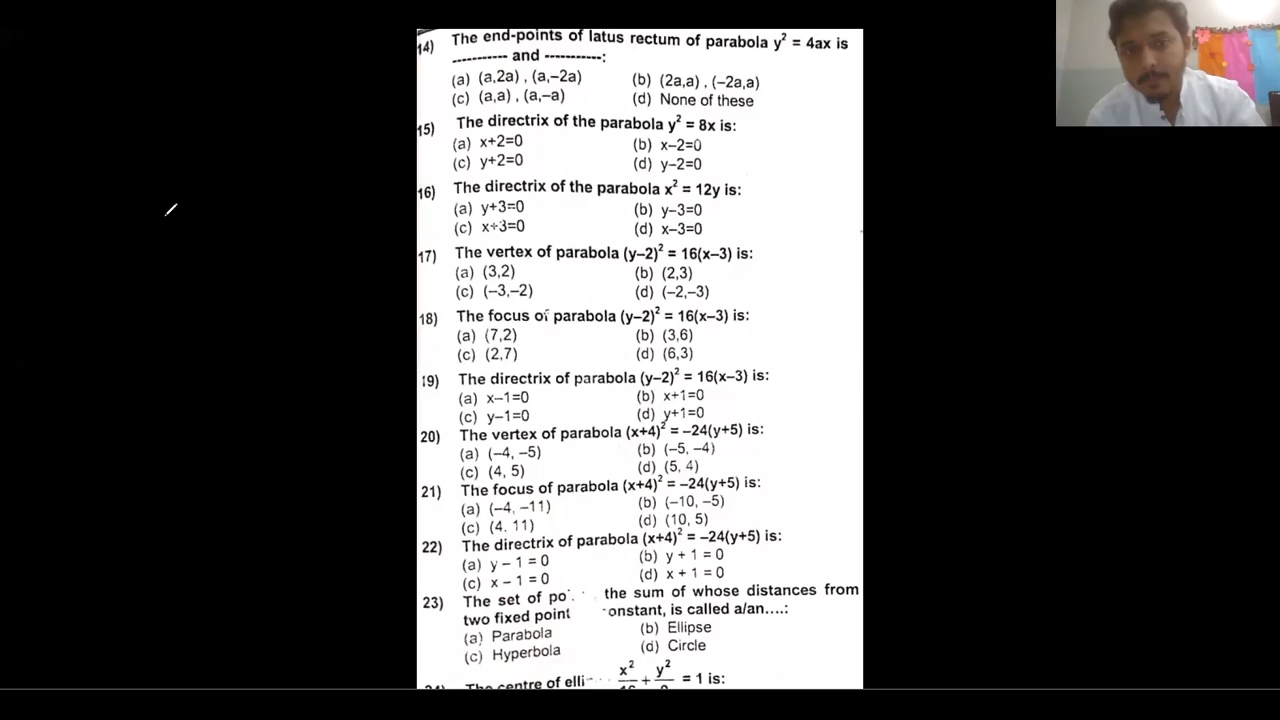 14) The end-points of latus rectum of parabola y² = 4ax is
----------- and -----------:
(a) (a,2a) , (a,−2a) (b) (2a,a) , (−2a,a)
(c) (a,a) , (a,−a) (d) None of these
15) The directrix of the parabola y² = 8x is:
(a) x+2=0 (b) x−2=0
(c) y+2=0 (d) y−2=0
16) The directrix of the parabola x² = 12y is:
(a) y+3=0 (b) y−3=0
(c) x+3=0 (d) x−3=0
17) The vertex of parabola (y−2)² = 16(x−3) is:
(a) (3,2) (b) (2,3)
(c) (−3,−2) (d) (−2,−3)
18) The focus of parabola (y−2)² = 16(x−3) is:
(a) (7,2) (b) (3,6)
(c) (2,7) (d) (6,3)
19) The directrix of parabola (y−2)² = 16(x−3) is:
(a) x−1=0 (b) x+1=0
(c) y−1=0 (d) y+1=0
20) The vertex of parabola (x+4)² = −24(y+5) is:
(a) (−4, −5) (b) (−5, −4)
(c) (4, 5) (d) (5, 4)
21) The focus of parabola (x+4)² = −24(y+5) is:
(a) (−4, −11) (b) (−10, −5)
(c) (4. 11) (d) (10, 5)
22) The directrix of parabola (x+4)² = −24(y+5) is:
(a) y − 1 = 0 (b) y + 1 = 0
(c) x − 1 = 0 (d) x + 1 = 0
23) The set of the sum of whose distances from
two fixed point onstant, is called a/an....:
(a) Parabola (b) Ellipse
(c) Hyperbola (d) Circle
The centre of elli x² + y² = 1 is: